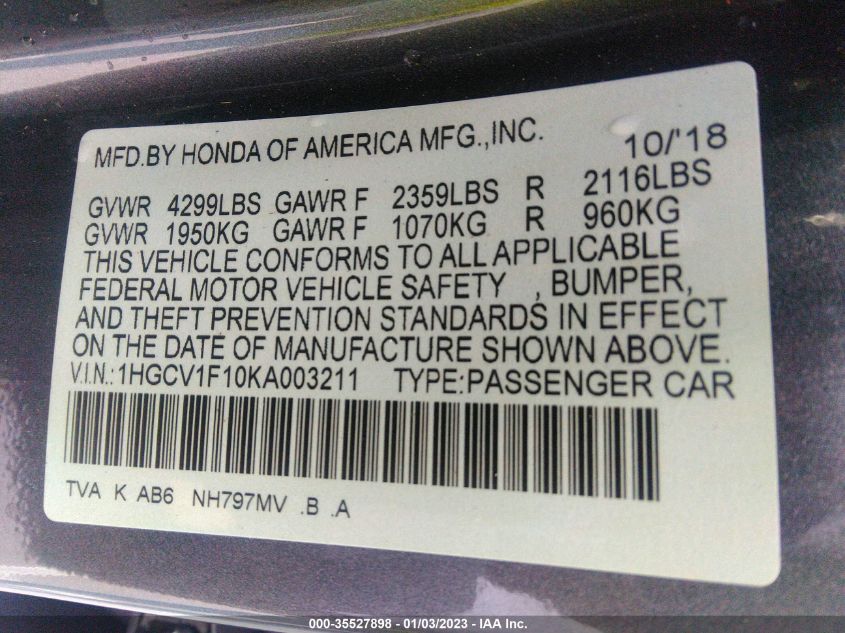 MFD.BY HONDA OF AMERICA MFG.,INC. 10/'18
GVWR 4299LBS GAWR F 2359LBS R 2116LBS
GVWR 1950KG GAWR F 1070KG R 960KG
THIS VEHICLE CONFORMS TO ALL APPLICABLE
FEDERAL MOTOR VEHICLE SAFETY , BUMPER,
AND THEFT PREVENTION STANDARDS IN EFFECT
ON THE DATE OF MANUFACTURE SHOWN ABOVE.
V.I.N.:1HGCV1F10KA003211 TYPE:PASSENGER CAR
TVA K AB6 NH797MV .B .A
000-35527898 - 01/03/2023 - IAA Inc.